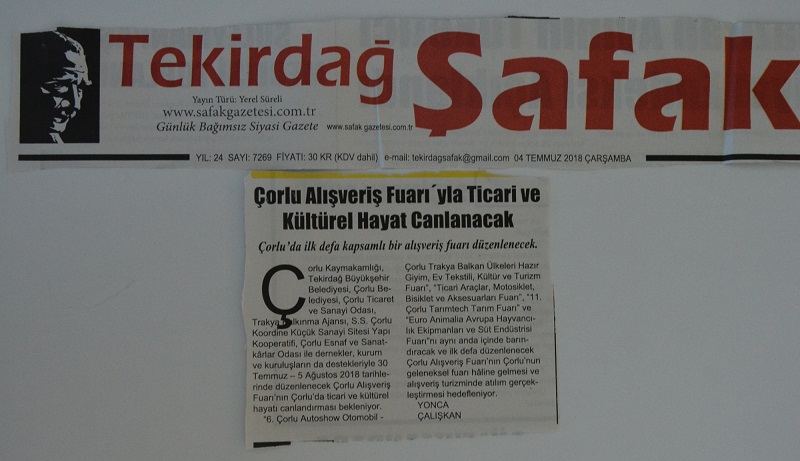 Tekirdağ Şafak
Yayın Türü: Yerel Süreli
www.safakgazetesi.com.tr
Günlük Bağımsız Siyasi Gazete www.safak gazetesi.com.tr
YIL: 24 SAYI: 7269 FİYATI: 30 KR (KDV dahil) e-mail: tekirdagsafak@gmail.com 04 TEMMUZ 2018 ÇARŞAMBA
Çorlu Alışveriş Fuarı´yla Ticari ve
Kültürel Hayat Canlanacak
Çorlu'da ilk defa kapsamlı bir alışveriş fuarı düzenlenecek.
Çorlu Kaymakamlığı,
Tekirdağ Büyükşehir
Belediyesi, Çorlu Be-
lediyesi, Çorlu Ticaret
ve Sanayi Odası,
Trakya Kalkınma Ajansı, S.S. Çorlu
Koordine Küçük Sanayi Sitesi Yapı
Kooperatifi, Çorlu Esnaf ve Sanat-
kârlar Odası ile dernekler, kurum
ve kuruluşların da destekleriyle 30
Temmuz – 5 Ağustos 2018 tarihle-
rinde düzenlenecek Çorlu Alışveriş
Fuarı'nın Çorlu'da ticari ve kültürel
hayatı canlandırması bekleniyor.
"6. Çorlu Autoshow Otomobil -
Çorlu Trakya Balkan Ülkeleri Hazır
Giyim, Ev Tekstili, Kültür ve Turizm
Fuarı", "Ticari Araçlar, Motosiklet,
Bisiklet ve Aksesuarları Fuarı", "11.
Çorlu Tarımtech Tarım Fuarı" ve
"Euro Animalia Avrupa Hayvancı-
lık Ekipmanları ve Süt Endüstrisi
Fuarı"nı aynı anda içinde barın-
dıracak ve ilk defa düzenlenecek
Çorlu Alışveriş Fuarı'nın Çorlu'nun
geleneksel fuarı hâline gelmesi ve
alışveriş turizminde atılım gerçek-
leştirmesi hedefleniyor.
YONCA
ÇALIŞKAN